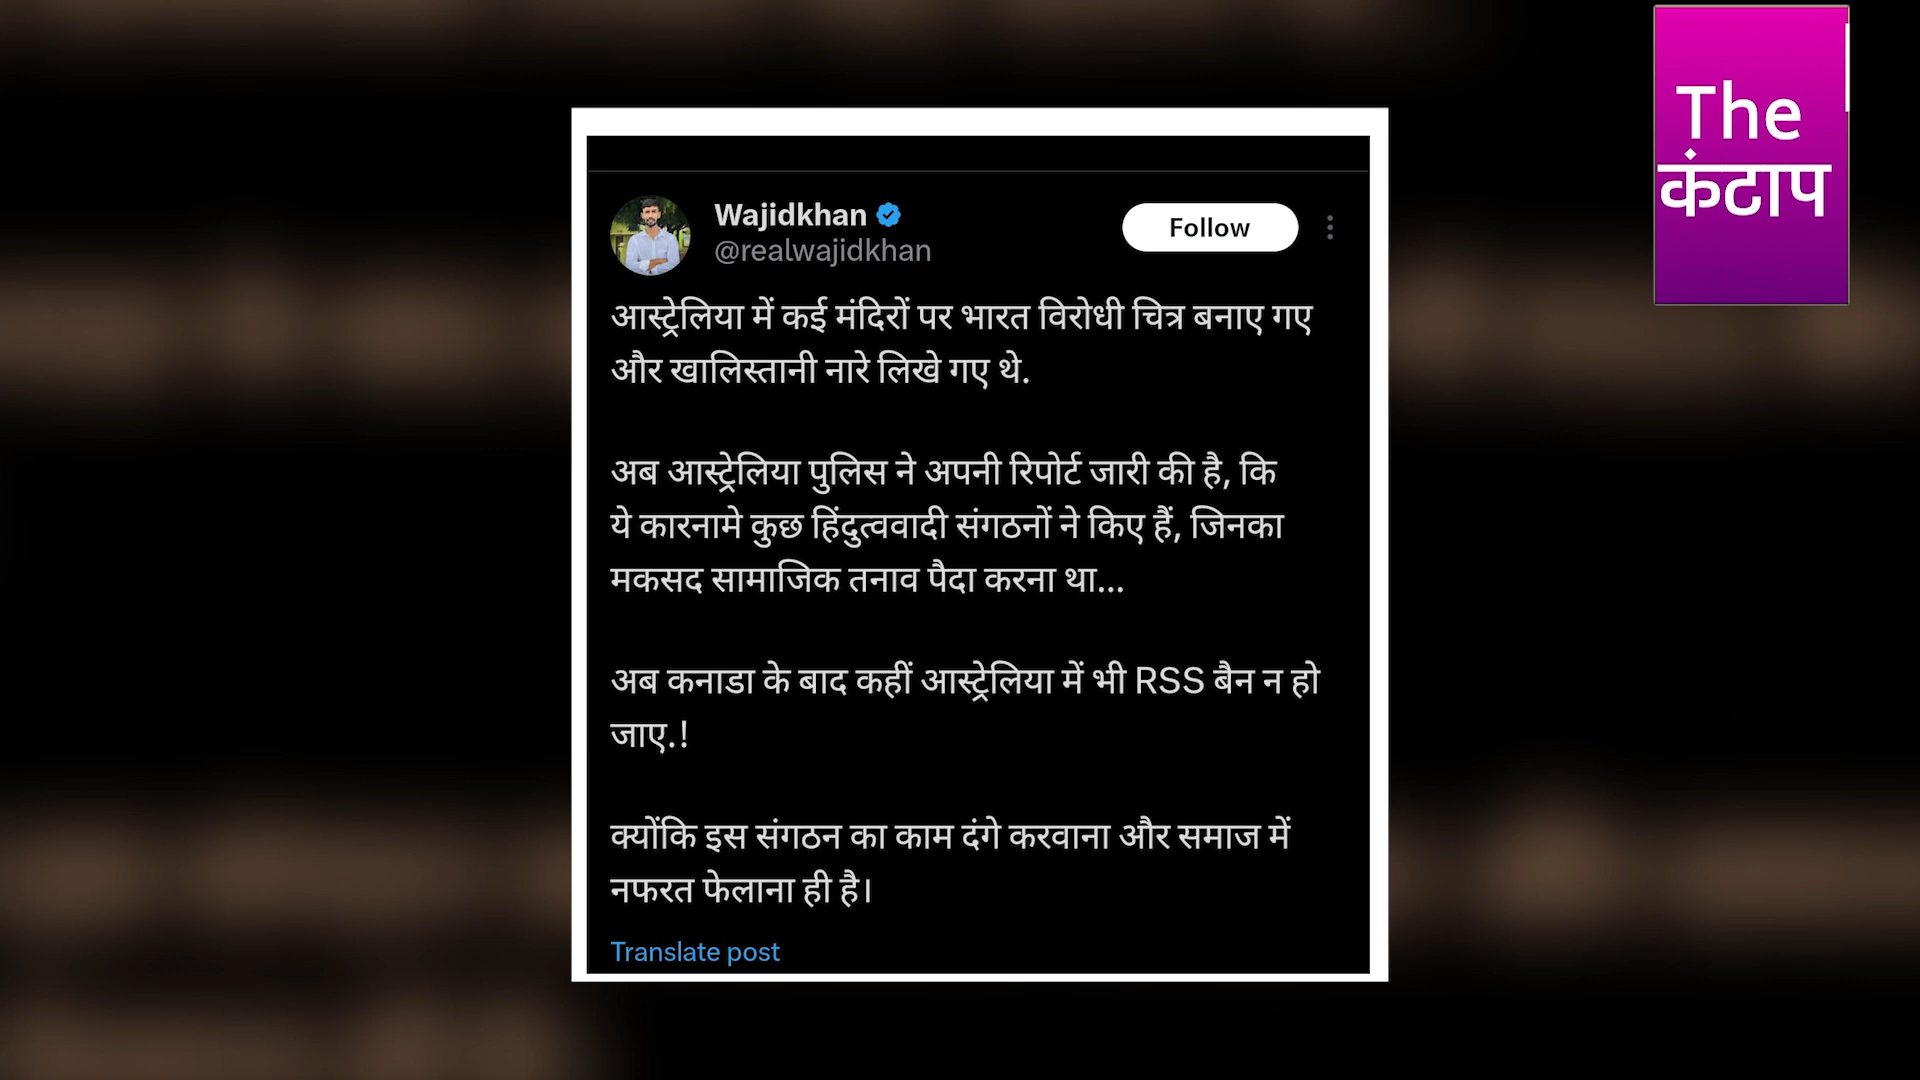 The
कंटाप
Wajidkhan
@realwajidkhan
Follow
आस्ट्रेलिया में कई मंदिरों पर भारत विरोधी चित्र बनाए गए
और खालिस्तानी नारे लिखे गए थे.
अब आस्ट्रेलिया पुलिस ने अपनी रिपोर्ट जारी की है, कि
ये कारनामे कुछ हिंदुत्ववादी संगठनों ने किए हैं, जिनका
मकसद सामाजिक तनाव पैदा करना था...
अब कनाडा के बाद कहीं आस्ट्रेलिया में भी RSS बैन न हो
जाए.!
क्योंकि इस संगठन का काम दंगे करवाना और समाज में
नफरत फेलाना ही है।
Translate post